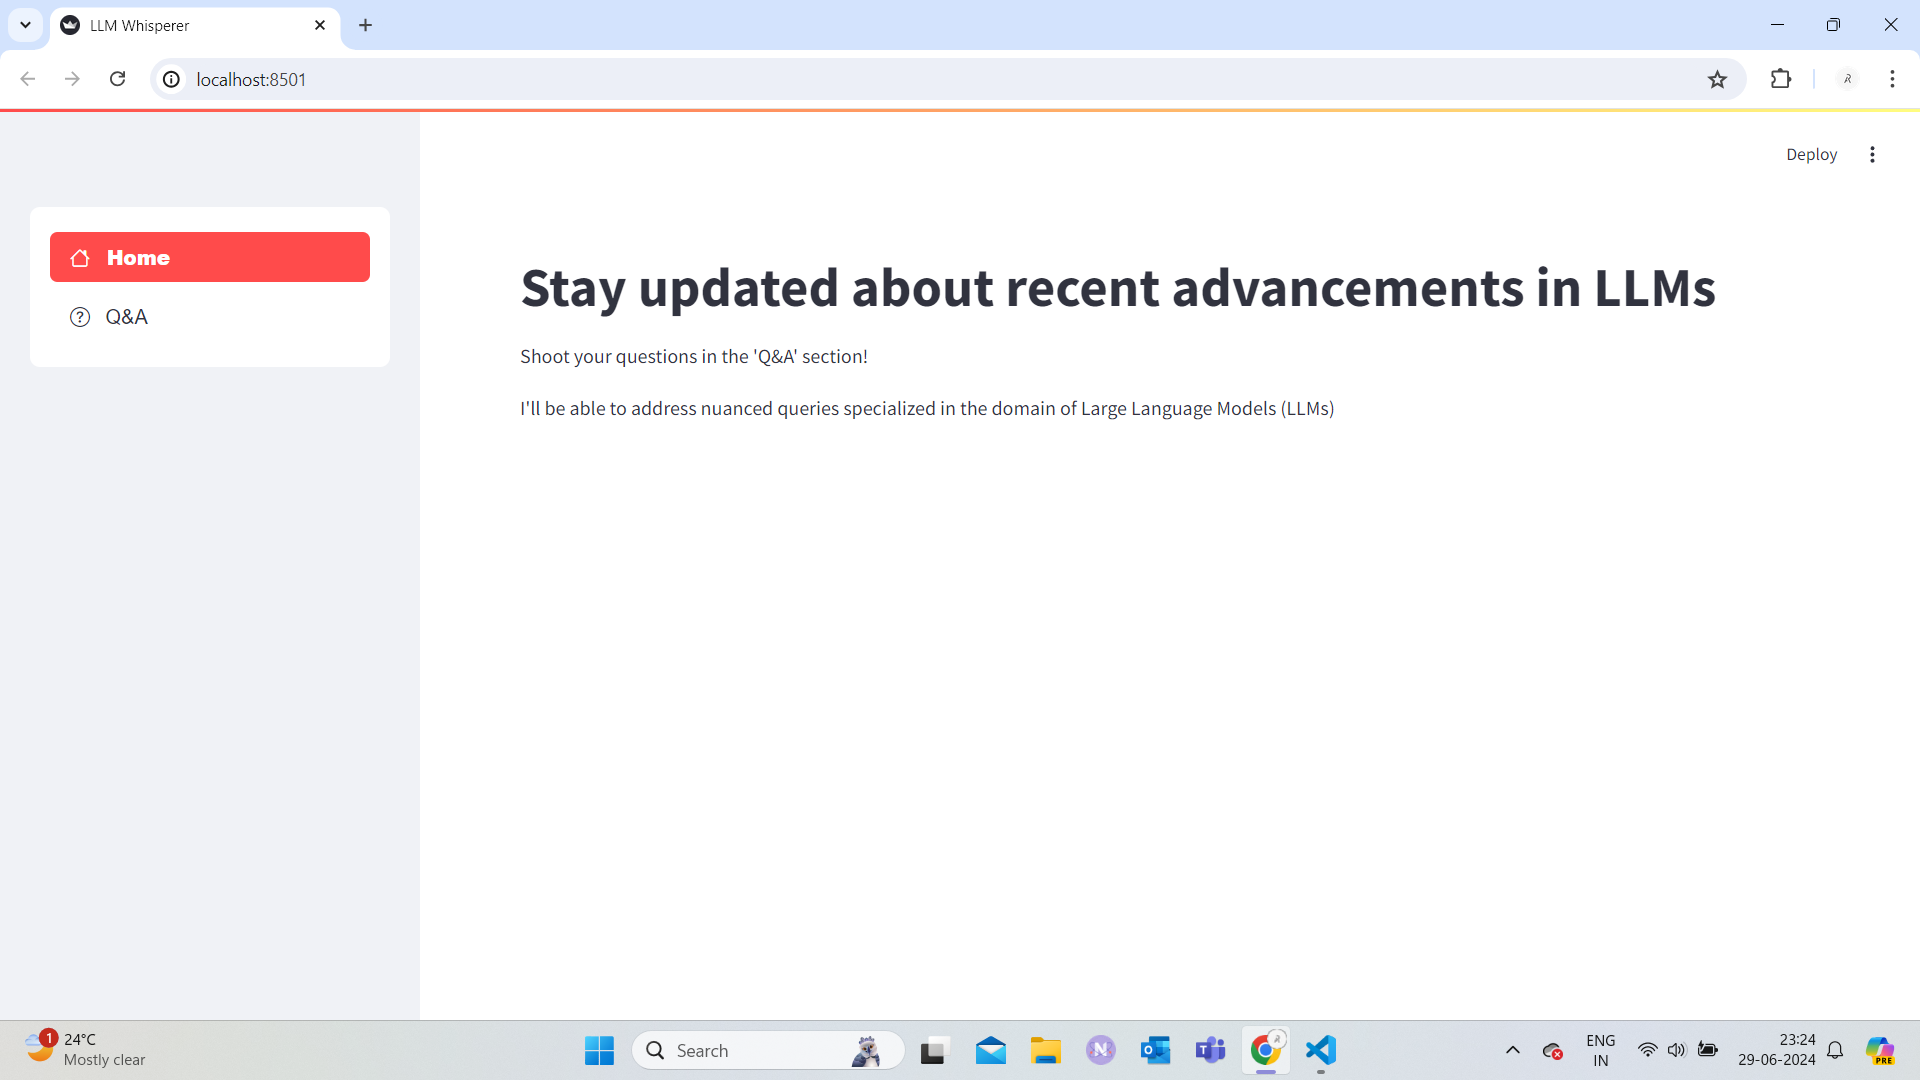 LLM Whisperer
localhost:8501
Deploy
Home
Q&A
Stay updated about recent advancements in LLMs
Shoot your questions in the 'Q&A' section!
I'll be able to address nuanced queries specialized in the domain of Large Language Models (LLMs)
1
24°C
Mostly clear
Search
ENG
IN
23:24
29-06-2024
PRE